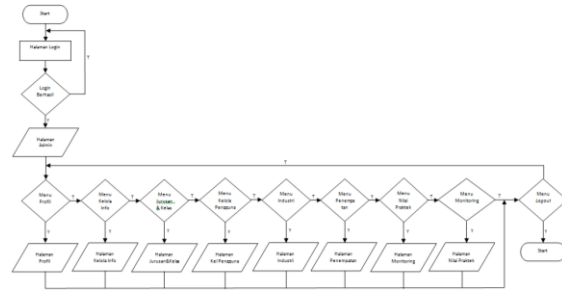 Start
Halaman Login
T
Login
Berhasil
Y
Halaman
Admin
T
Menu
Profil
T
Menu
Kelola
Info
T
Menu
Jurusan
& Kelas
T
Menu
Kelola
Pengguna
T
Menu
Industri
T
Menu
Penempa
tan
T
Menu
Nilai
Praktek
T
Menu
Monitoring
T
Menu
Logout
Y
Y
Y
Y
Y
Y
Y
Y
Y
Halaman
Profil
Halaman
Kelola Info
Halaman
Jurusan&Kelas
Halaman
Kel Pengguna
Halaman
Industri
Halaman
Penempatan
Halaman
Monitoring
Halaman
Nilai Praktek
Start